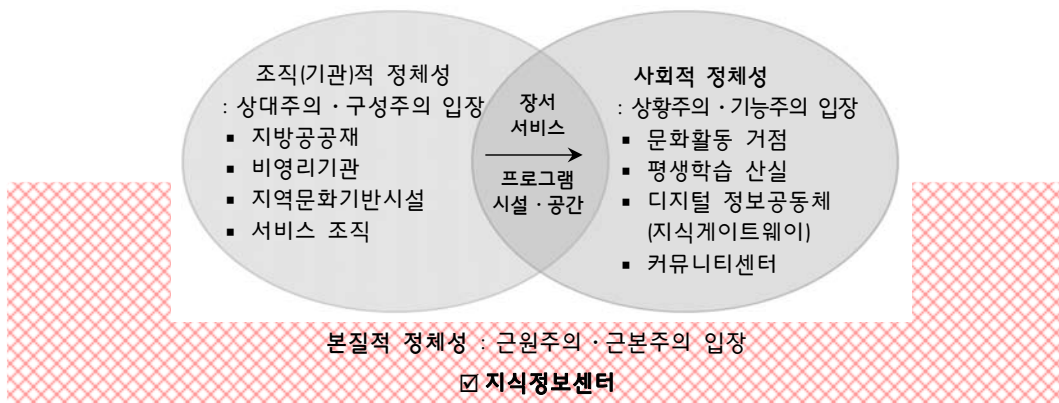 조직(기관)적 정체성
: 상대주의·구성주의 입장
▪ 지방공공재
▪ 비영리기관
▪ 지역문화기반시설
▪ 서비스 조직
장서
서비스
프로그램
시설·공간
사회적 정체성
: 상황주의·기능주의 입장
▪ 문화활동 거점
▪ 평생학습 산실
▪ 디지털 정보공동체
(지식게이트웨이)
▪ 커뮤니티센터
본질적 정체성 : 근원주의·근본주의 입장
☑ 지식정보센터